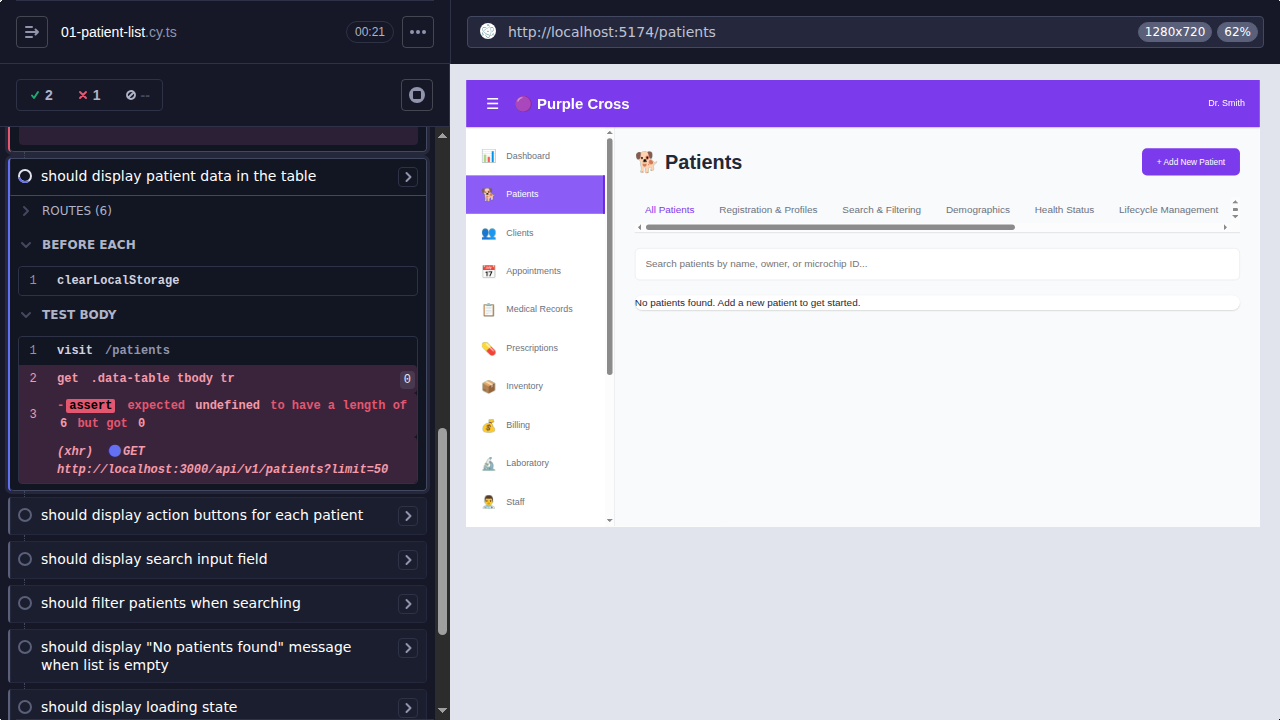 01-patient-list.cy.ts
00:21
2
1
--
should display patient data in the table
ROUTES (6)
BEFORE EACH
1 clearLocalStorage
TEST BODY
1 visit /patients
2 get .data-table tbody tr 0
3 -assert expected undefined to have a length of
6 but got 0
(xhr) GET
http://localhost:3000/api/v1/patients?limit=50
should display action buttons for each patient
should display search input field
should filter patients when searching
should display "No patients found" message
when list is empty
should display loading state
http://localhost:5174/patients
1280x720
62%
Purple Cross
Dr. Smith
Dashboard
Patients
Clients
Appointments
Medical Records
Prescriptions
Inventory
Billing
Laboratory
Staff
Patients
+ Add New Patient
All Patients
Registration & Profiles
Search & Filtering
Demographics
Health Status
Lifecycle Management
Search patients by name, owner, or microchip ID...
No patients found. Add a new patient to get started.